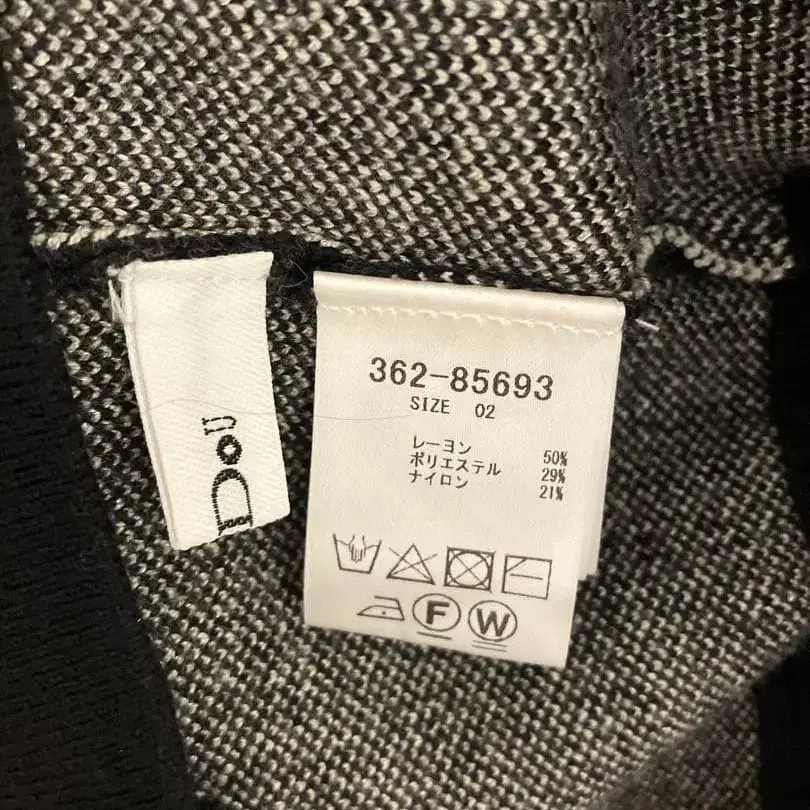 DoU
362-85693
SIZE 02
レーヨン 50%
ポリエステル 29%
ナイロン 21%
F W